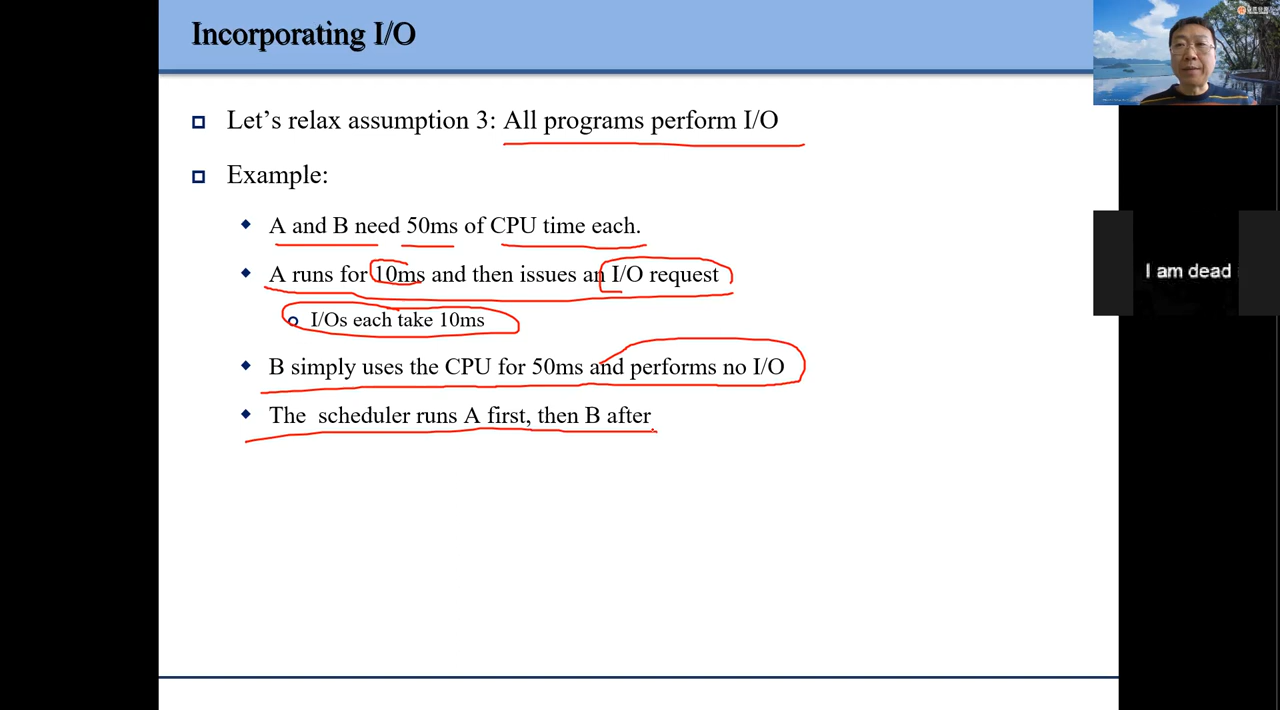 Incorporating I/O
Let's relax assumption 3: All programs perform I/O
Example:
A and B need 50ms of CPU time each.
A runs for 10ms and then issues an I/O request
I/Os each take 10ms
B simply uses the CPU for 50ms and performs no I/O
The scheduler runs A first, then B after
I am dead